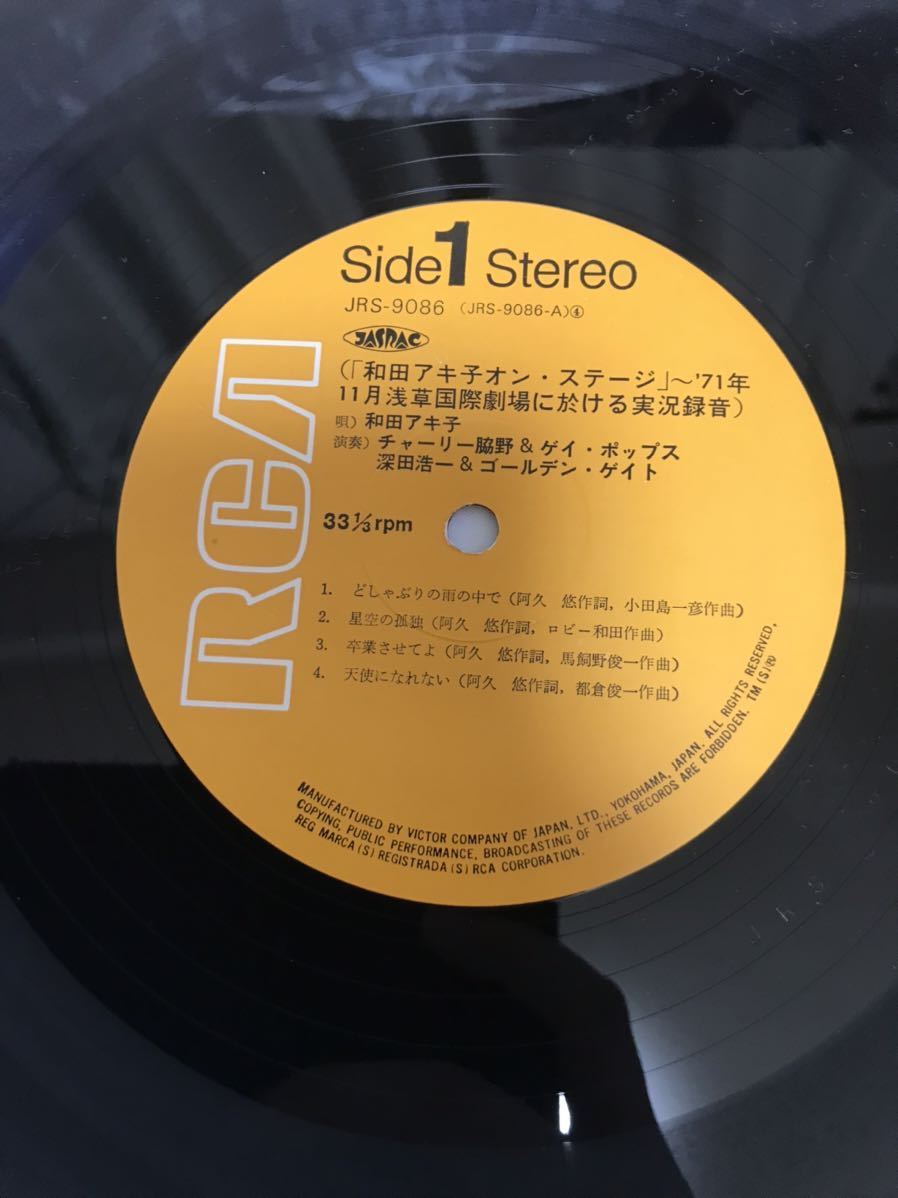 Side 1 Stereo
JRS-9086 (JRS-9086-A)④
JASRAC
(「和田アキ子オン・ステージ」~'71年
11月浅草国際劇場に於ける実況録音)
唄) 和田アキ子
演奏) チャーリー脇野&ゲイ・ポップス
深田浩一&ゴールデン・ゲイト
RCA
33 1/3 rpm
1. どしゃぶりの雨の中で (阿久 悠作詞, 小田島一彦作曲)
2. 星空の孤独 (阿久 悠作詞, ロビー和田作曲)
3. 卒業させてよ (阿久 悠作詞, 馬飼野俊一作曲)
4. 天使になれない (阿久 悠作詞, 都倉俊一作曲)
MANUFACTURED BY VICTOR COMPANY OF JAPAN, LTD., YOKOHAMA, JAPAN. ALL RIGHTS RESERVED,
COPYING, PUBLIC PERFORMANCE, BROADCASTING OF THESE RECORDS ARE FORBIDDEN. TM (S)®
REG MARCA (S) REGISTRADA (S) RCA CORPORATION.